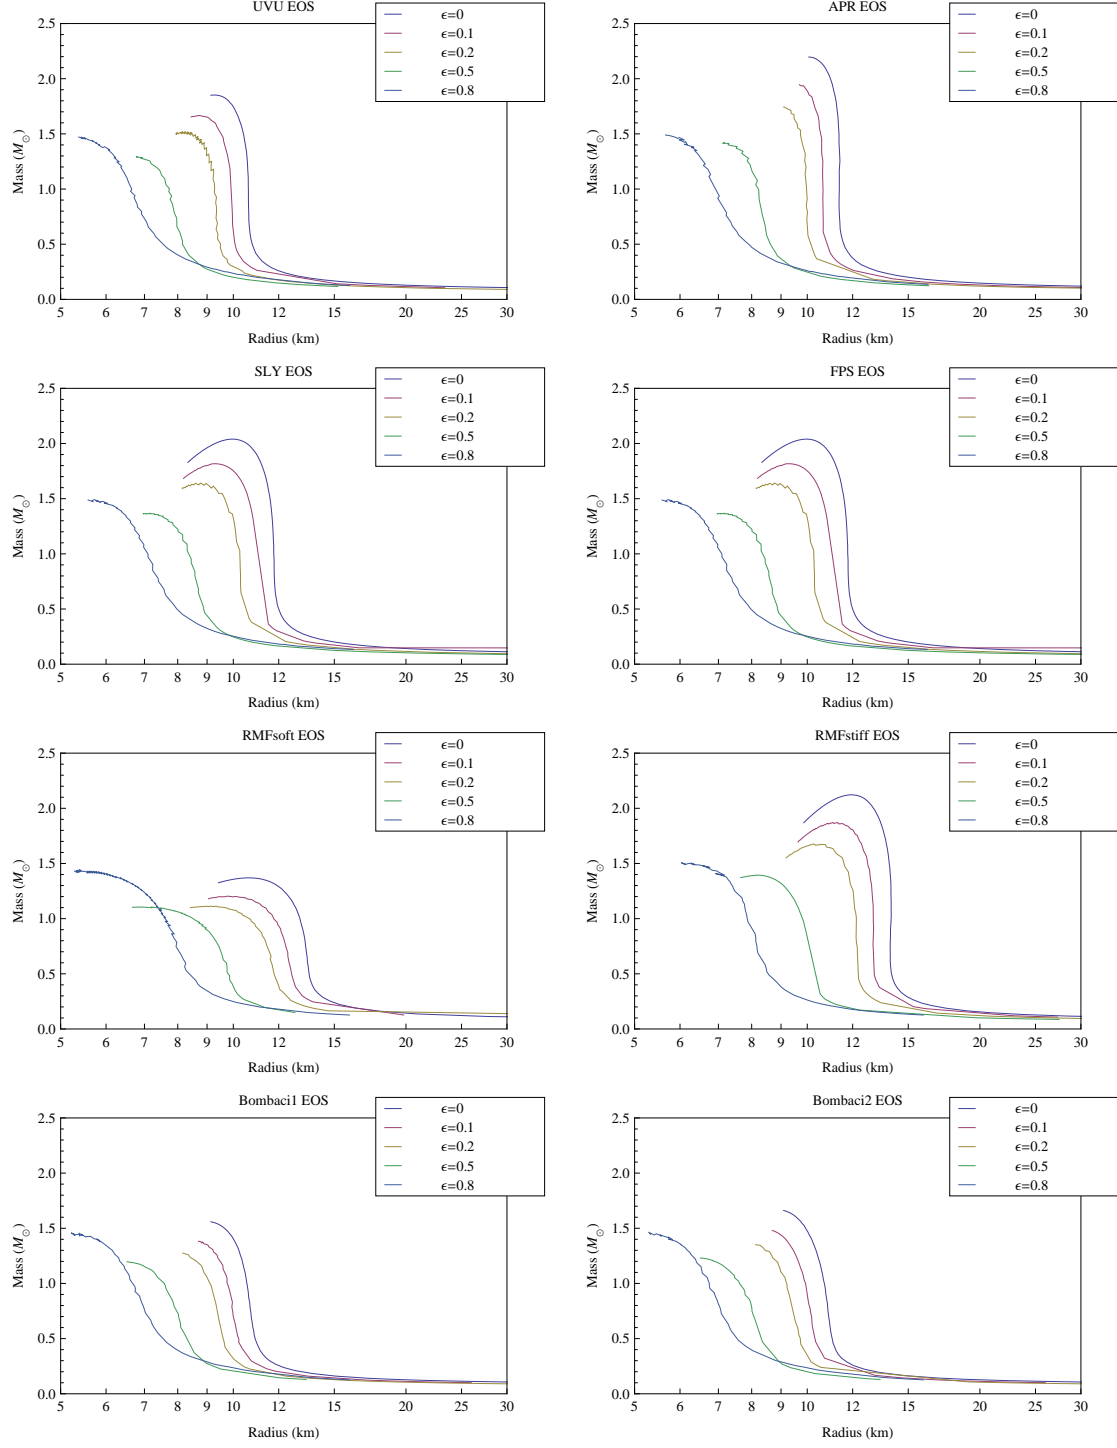 UVU EOS
ϵ=0
ϵ=0.1
ϵ=0.2
ϵ=0.5
ϵ=0.8
2.5
2.0
1.5
1.0
0.5
0.0
Mass (M⊙)
5 6 7 8 9 10 12 15 20 25 30
Radius (km)
APR EOS
ϵ=0
ϵ=0.1
ϵ=0.2
ϵ=0.5
ϵ=0.8
2.5
2.0
1.5
1.0
0.5
0.0
Mass (M⊙)
5 6 7 8 9 10 12 15 20 25 30
Radius (km)
SLY EOS
ϵ=0
ϵ=0.1
ϵ=0.2
ϵ=0.5
ϵ=0.8
2.5
2.0
1.5
1.0
0.5
0.0
Mass (M⊙)
5 6 7 8 9 10 12 15 20 25 30
Radius (km)
FPS EOS
ϵ=0
ϵ=0.1
ϵ=0.2
ϵ=0.5
ϵ=0.8
2.5
2.0
1.5
1.0
0.5
0.0
Mass (M⊙)
5 6 7 8 9 10 12 15 20 25 30
Radius (km)
RMFsoft EOS
ϵ=0
ϵ=0.1
ϵ=0.2
ϵ=0.5
ϵ=0.8
2.5
2.0
1.5
1.0
0.5
0.0
Mass (M⊙)
5 6 7 8 9 10 12 15 20 25 30
Radius (km)
RMFstiff EOS
ϵ=0
ϵ=0.1
ϵ=0.2
ϵ=0.5
ϵ=0.8
2.5
2.0
1.5
1.0
0.5
0.0
Mass (M⊙)
5 6 7 8 9 10 12 15 20 25 30
Radius (km)
Bombaci1 EOS
ϵ=0
ϵ=0.1
ϵ=0.2
ϵ=0.5
ϵ=0.8
2.5
2.0
1.5
1.0
0.5
0.0
Mass (M⊙)
5 6 7 8 9 10 12 15 20 25 30
Radius (km)
Bombaci2 EOS
ϵ=0
ϵ=0.1
ϵ=0.2
ϵ=0.5
ϵ=0.8
2.5
2.0
1.5
1.0
0.5
0.0
Mass (M⊙)
5 6 7 8 9 10 12 15 20 25 30
Radius (km)